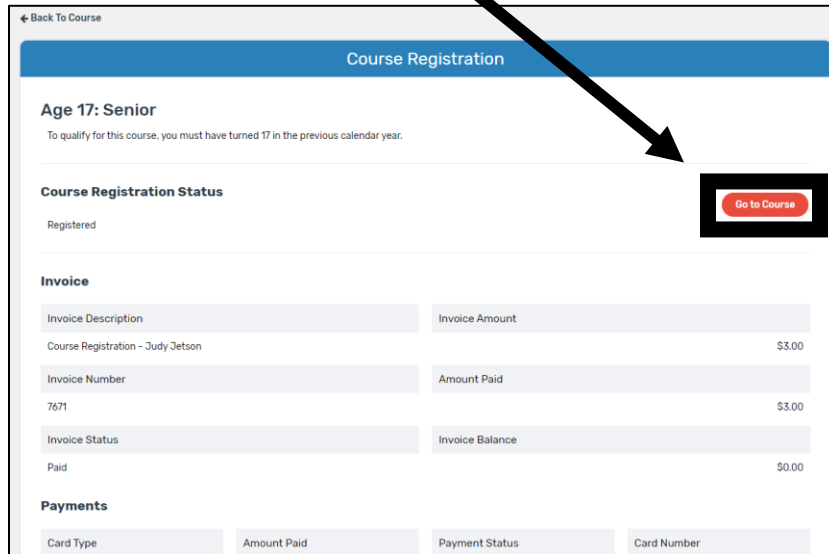 Back To Course
Course Registration
Age 17: Senior
To qualify for this course, you must have turned 17 in the previous calendar year.
Course Registration Status
Go to Course
Registered
Invoice
Invoice Description Invoice Amount
Course Registration - Judy Jetson $3.00
Invoice Number Amount Paid
7671 $3.00
Invoice Status Invoice Balance
Paid $0.00
Payments
Card Type Amount Paid Payment Status Card Number